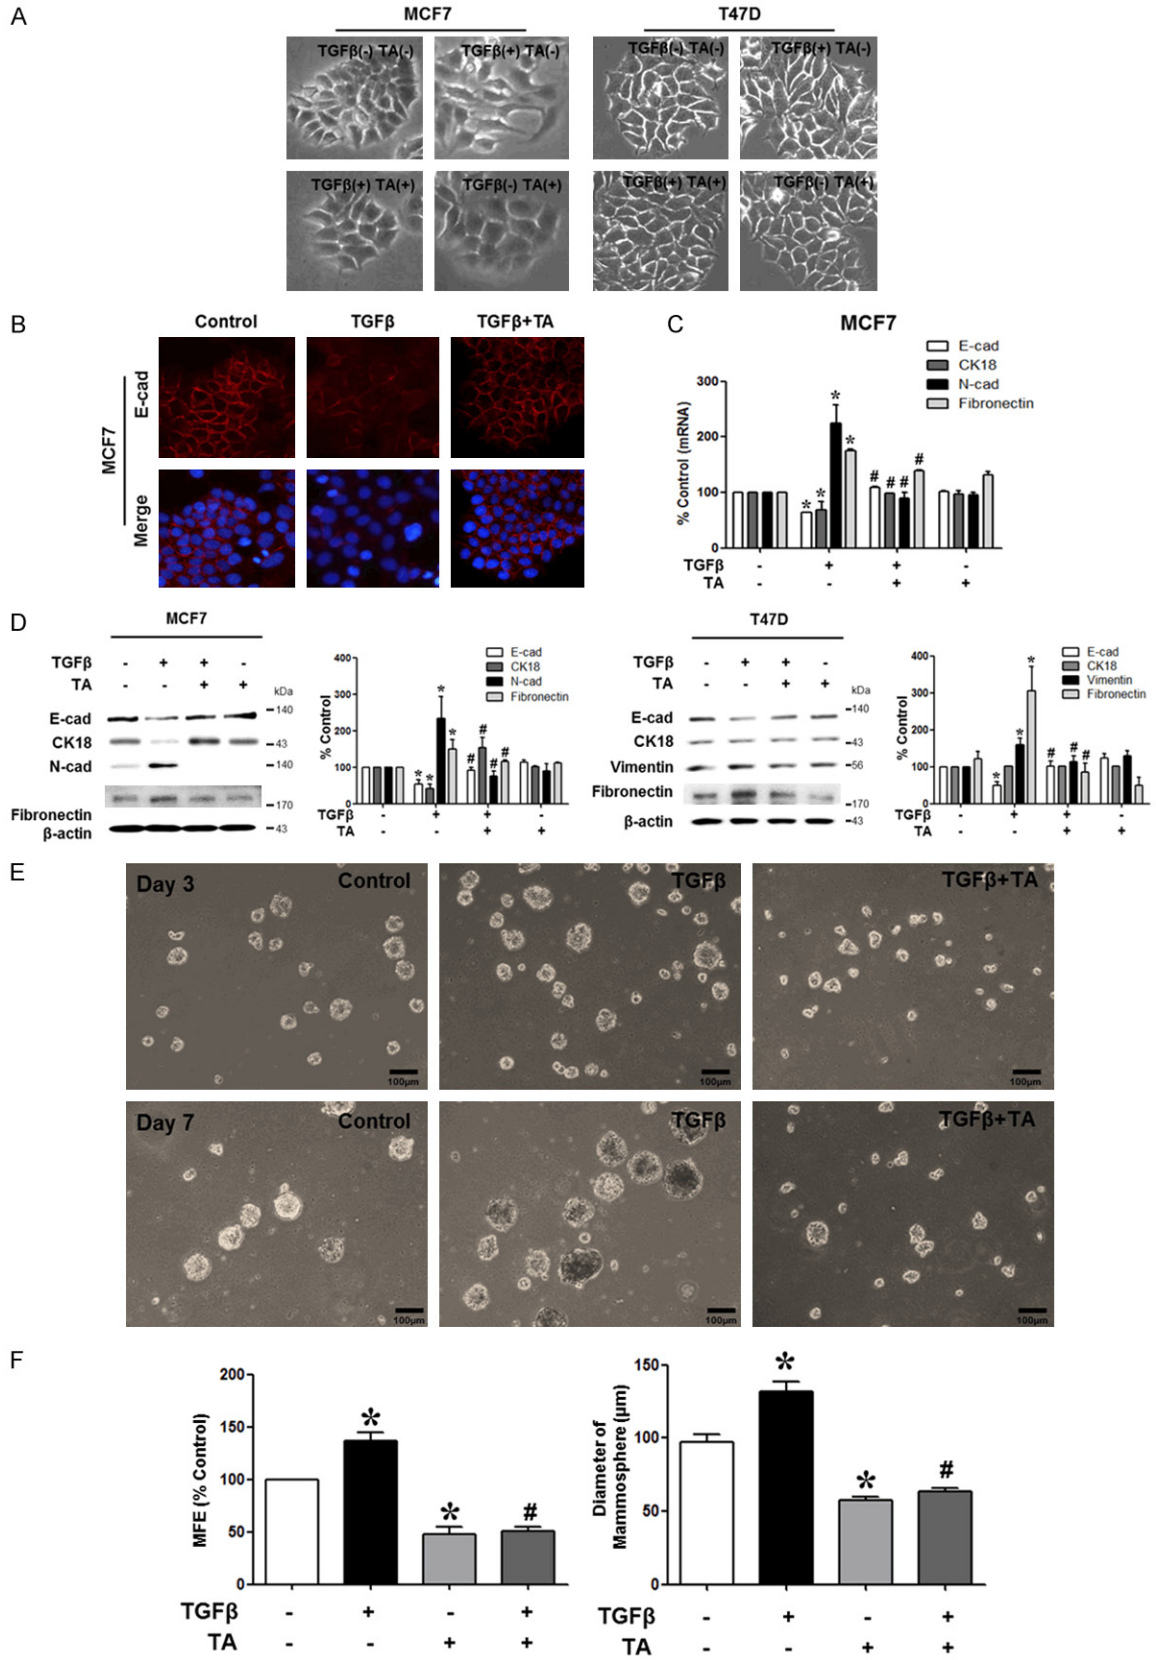 A
MCF7
T47D
TGFβ(-) TA(-)
TGFβ(+) TA(-)
TGFβ(-) TA(-)
TGFβ(+) TA(-)
TGFβ(+) TA(+)
TGFβ(-) TA(+)
TGFβ(+) TA(+)
TGFβ(-) TA(+)
B
Control
TGFβ
TGFβ+TA
MCF7
E-cad
Merge
C
MCF7
E-cad
CK18
N-cad
Fibronectin
% Control (mRNA)
300
200
100
0
* * * *
# # # #
TGFβ - + + -
TA - - + +
D
MCF7
TGFβ - + + -
TA - - + +
kDa
E-cad
140
CK18
43
N-cad
140
Fibronectin
170
β-actin
43
E-cad
CK18
N-cad
Fibronectin
% Control
400
300
200
100
0
* * * *
# # # #
TGFβ - + + -
TA - - + +
T47D
TGFβ - + + -
TA - - + +
kDa
E-cad
140
CK18
43
Vimentin
56
Fibronectin
170
β-actin
43
E-cad
CK18
Vimentin
Fibronectin
% Control
400
300
200
100
0
* * *
# # #
TGFβ - + + -
TA - - + +
E
Day 3
Control
TGFβ
TGFβ+TA
100μm
100μm
100μm
Day 7
Control
TGFβ
TGFβ+TA
100μm
100μm
100μm
F
MFE (% Control)
200
150
100
50
0
* * #
TGFβ - + - +
TA - - + +
Diameter of
Mammosphere (μm)
150
100
50
0
* * #
TGFβ - + - +
TA - - + +